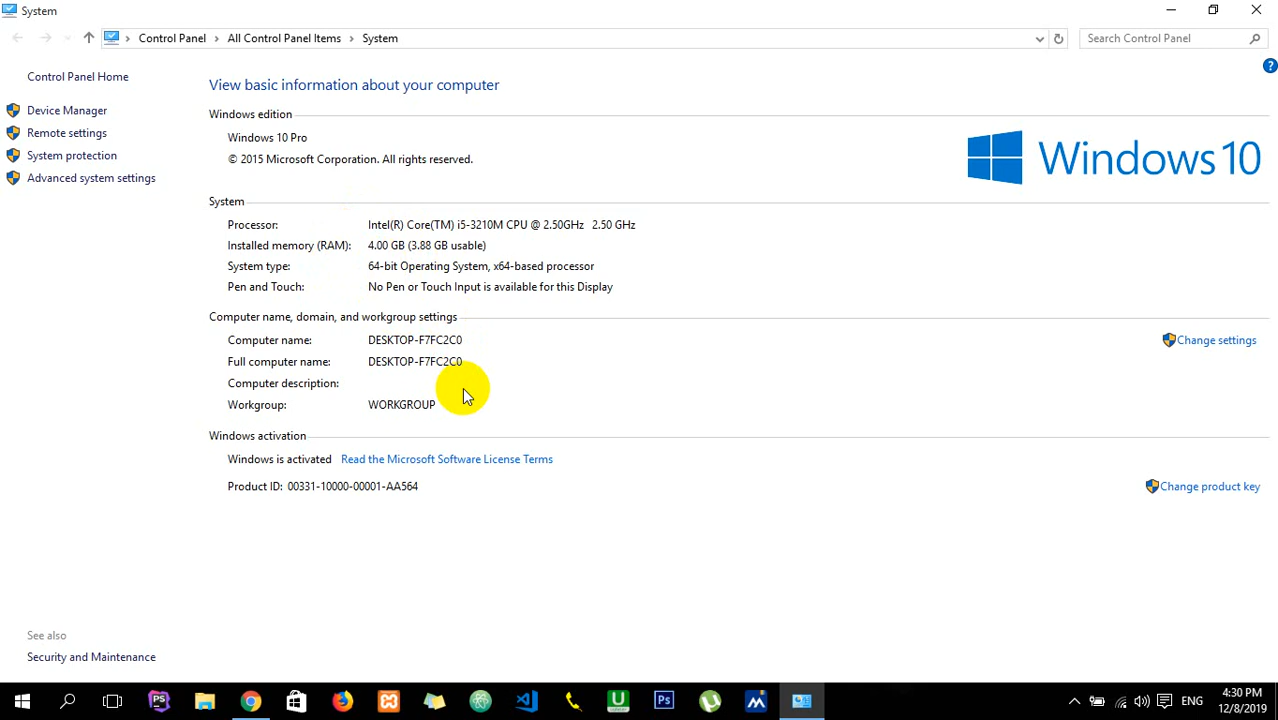 System
Control Panel
All Control Panel Items
System
Search Control Panel
Control Panel Home
Device Manager
Remote settings
System protection
Advanced system settings
View basic information about your computer
Windows edition
Windows 10 Pro
© 2015 Microsoft Corporation. All rights reserved.
Windows 10
System
Processor: Intel(R) Core(TM) i5-3210M CPU @ 2.50GHz 2.50 GHz
Installed memory (RAM): 4.00 GB (3.88 GB usable)
System type: 64-bit Operating System, x64-based processor
Pen and Touch: No Pen or Touch Input is available for this Display
Computer name, domain, and workgroup settings
Computer name: DESKTOP-F7FC2C0
Change settings
Full computer name: DESKTOP-F7FC2C0
Computer description:
Workgroup: WORKGROUP
Windows activation
Windows is activated Read the Microsoft Software License Terms
Product ID: 00331-10000-00001-AA564
Change product key
See also
Security and Maintenance
PS
U
Ps
ENG
4:30 PM
12/8/2019